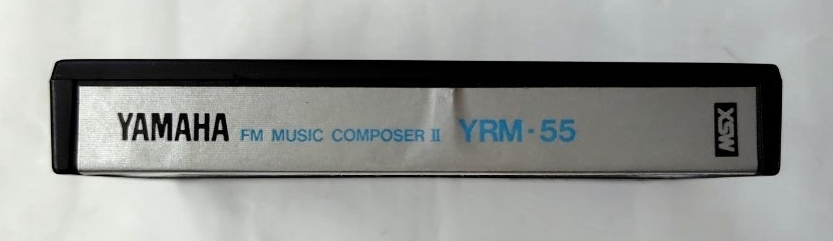 YAMAHA FM MUSIC COMPOSER II YRM·55
MSX